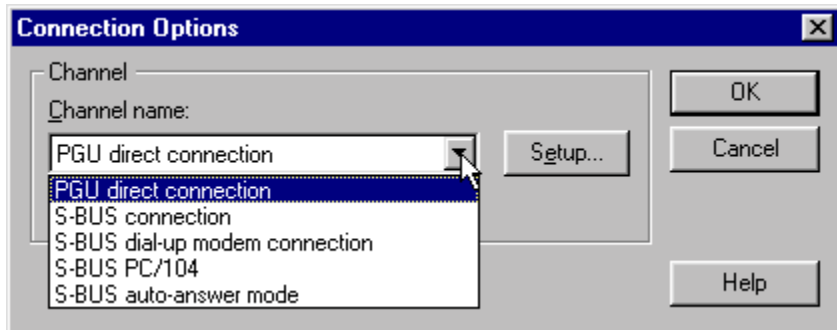 Connection Options
Channel
Channel name:
PGU direct connection
Setup...
PGU direct connection
S-BUS connection
S-BUS dial-up modem connection
S-BUS PC/104
S-BUS auto-answer mode
OK
Cancel
Help